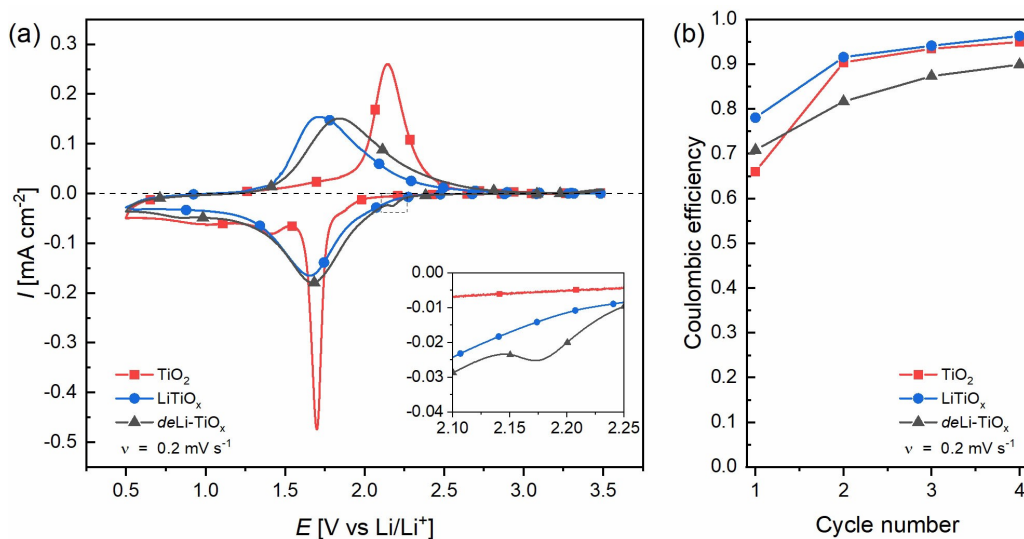 (a)
0.3
0.2
0.1
0.0
-0.1
-0.2
-0.3
-0.4
-0.5
I [mA cm⁻²]
TiO₂
LiTiOₓ
deLi-TiOₓ
ν = 0.2 mV s⁻¹
0.00
-0.01
-0.02
-0.03
-0.04
2.10 2.15 2.20 2.25
0.5 1.0 1.5 2.0 2.5 3.0 3.5
E [V vs Li/Li⁺]
(b)
1.0
0.9
0.8
0.7
0.6
0.5
0.4
0.3
0.2
0.1
0.0
Coulombic efficiency
TiO₂
LiTiOₓ
deLi-TiOₓ
ν = 0.2 mV s⁻¹
1 2 3 4
Cycle number